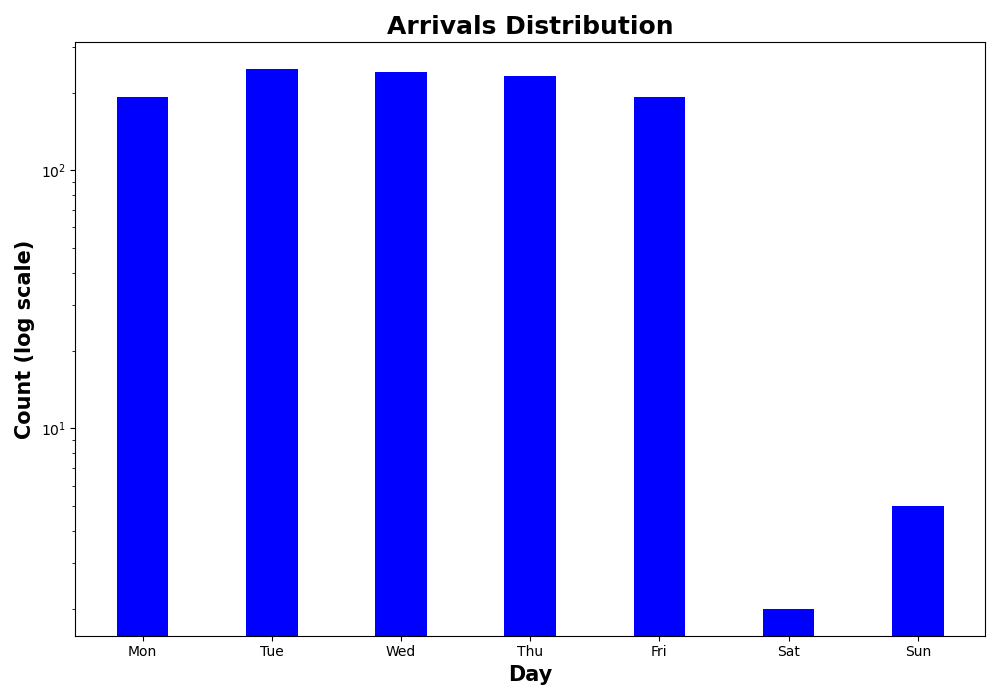 Arrivals Distribution
Count (log scale)
10²
10¹
Mon Tue Wed Thu Fri Sat Sun
Day